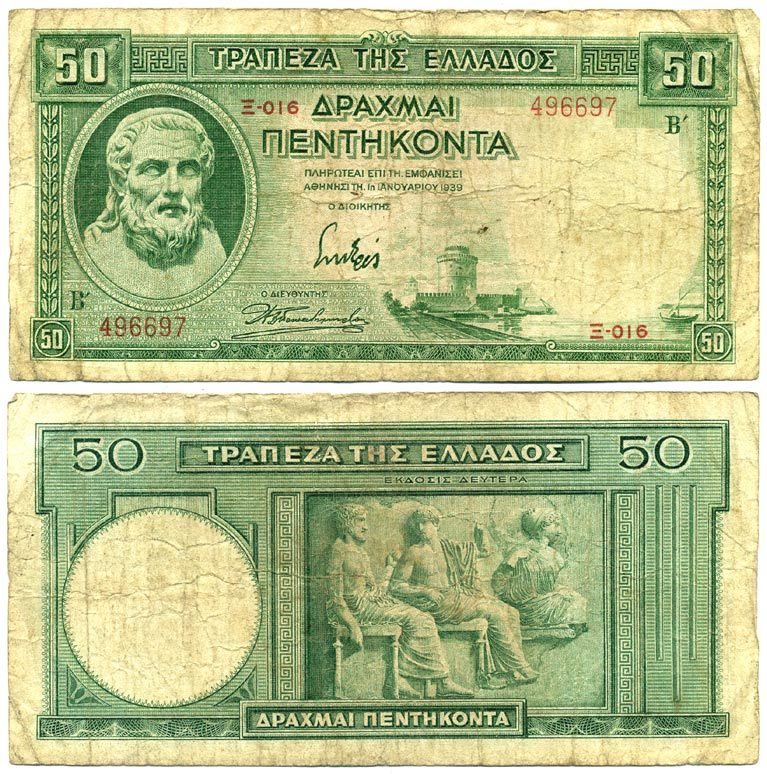 50 ΤΡΑΠΕΖΑ ΤΗΣ ΕΛΛΑΔΟΣ 50
Ξ-016 ΔΡΑΧΜΑΙ 496697
ΠΕΝΤΗΚΟΝΤΑ Β′
ΠΛΗΡΩΤΕΑΙ ΕΠΙ ΤΗ, ΕΜΦΑΝΙΣΕΙ
ΑΘΗΝΗΣΙ ΤΗ, 1η ΙΑΝΟΥΑΡΙΟΥ 1939
Ο ΔΙΟΙΚΗΤΗΣ
Β′ Ο ΔΙΕΥΘΥΝΤΗΣ
496697 Ξ-016
50 50
50 ΤΡΑΠΕΖΑ ΤΗΣ ΕΛΛΑΔΟΣ 50
ΕΚΔΟΣΙΣ ΔΕΥΤΕΡΑ
ΔΡΑΧΜΑΙ ΠΕΝΤΗΚΟΝΤΑ